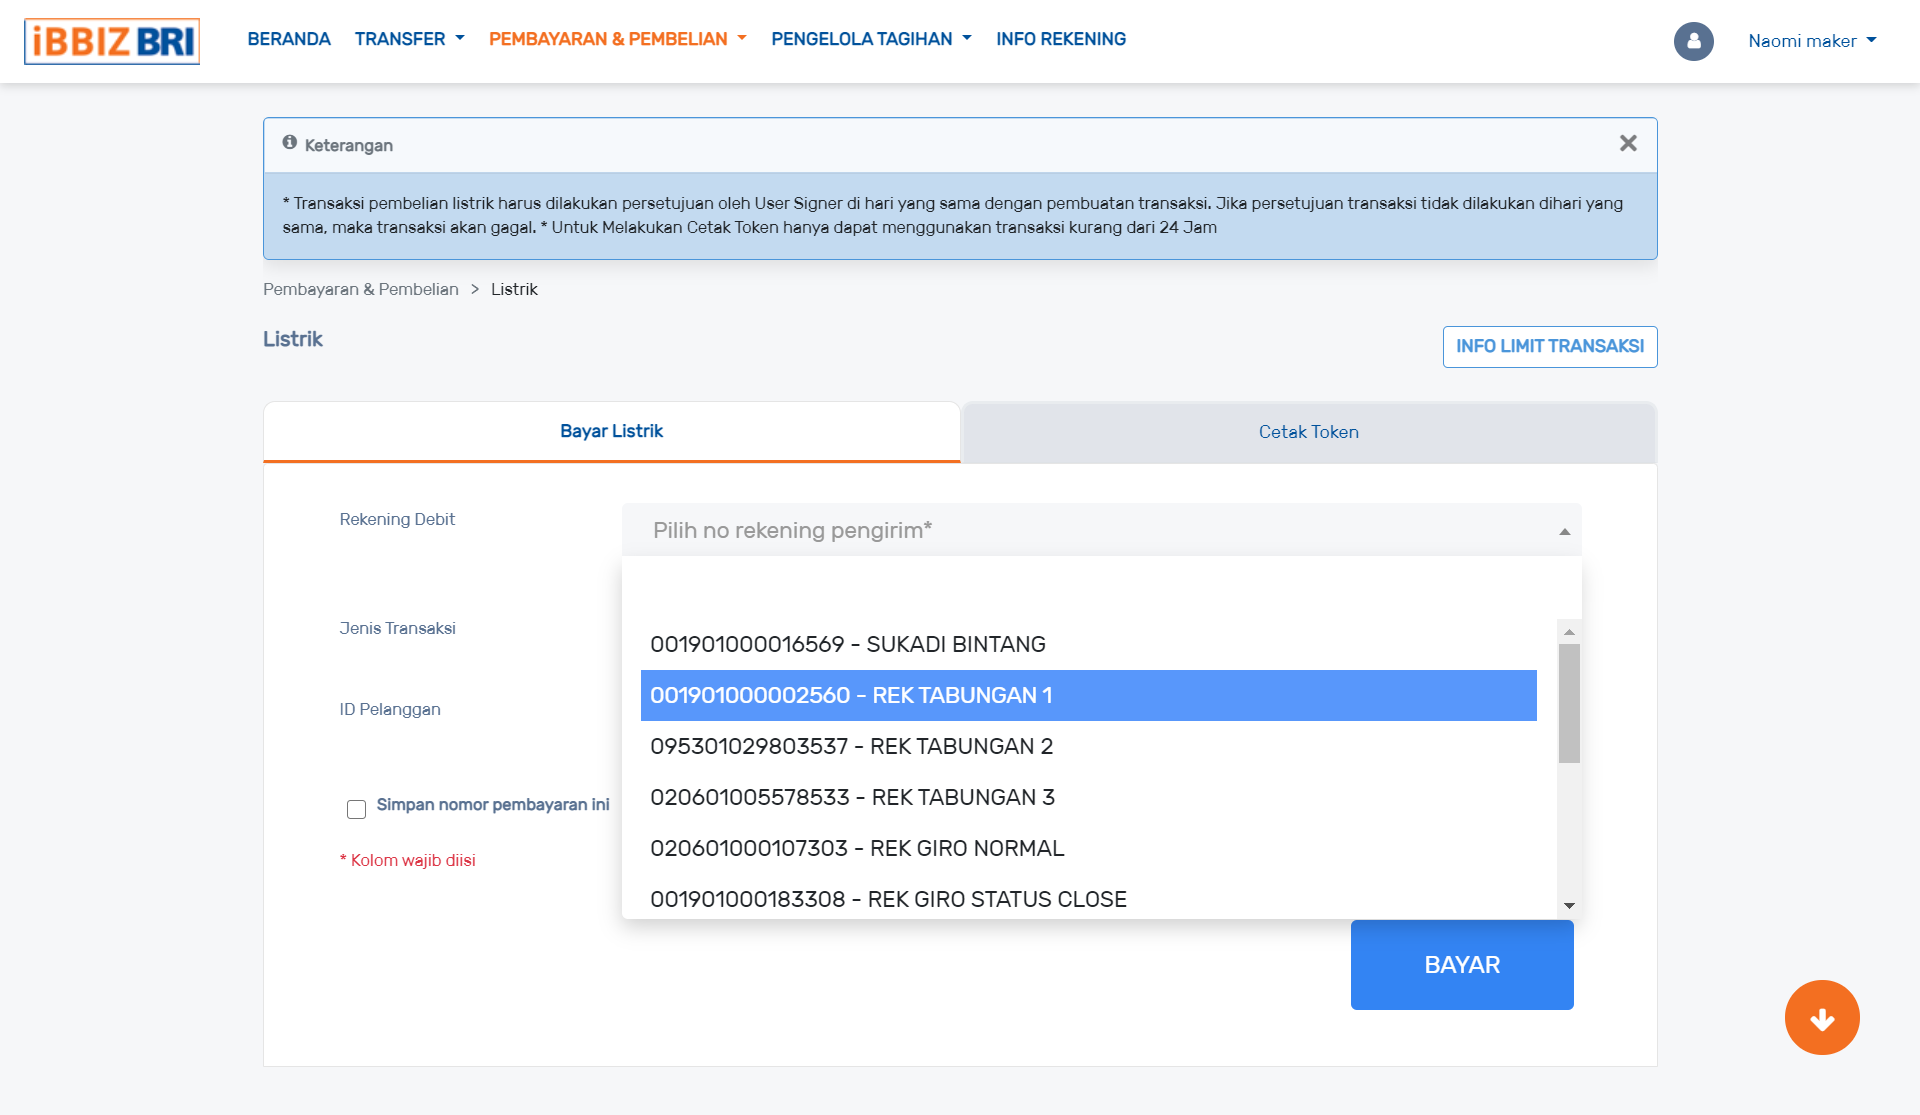 iBBIZ BRI
BERANDA
TRANSFER
PEMBAYARAN & PEMBELIAN
PENGELOLA TAGIHAN
INFO REKENING
Naomi maker
Keterangan
* Transaksi pembelian listrik harus dilakukan persetujuan oleh User Signer di hari yang sama dengan pembuatan transaksi. Jika persetujuan transaksi tidak dilakukan dihari yang
sama, maka transaksi akan gagal. * Untuk Melakukan Cetak Token hanya dapat menggunakan transaksi kurang dari 24 Jam
Pembayaran & Pembelian > Listrik
Listrik
INFO LIMIT TRANSAKSI
Bayar Listrik
Cetak Token
Rekening Debit
Pilih no rekening pengirim*
001901000016569 - SUKADI BINTANG
001901000002560 - REK TABUNGAN 1
095301029803537 - REK TABUNGAN 2
020601005578533 - REK TABUNGAN 3
020601000107303 - REK GIRO NORMAL
001901000183308 - REK GIRO STATUS CLOSE
Jenis Transaksi
ID Pelanggan
Simpan nomor pembayaran ini
* Kolom wajib diisi
BAYAR